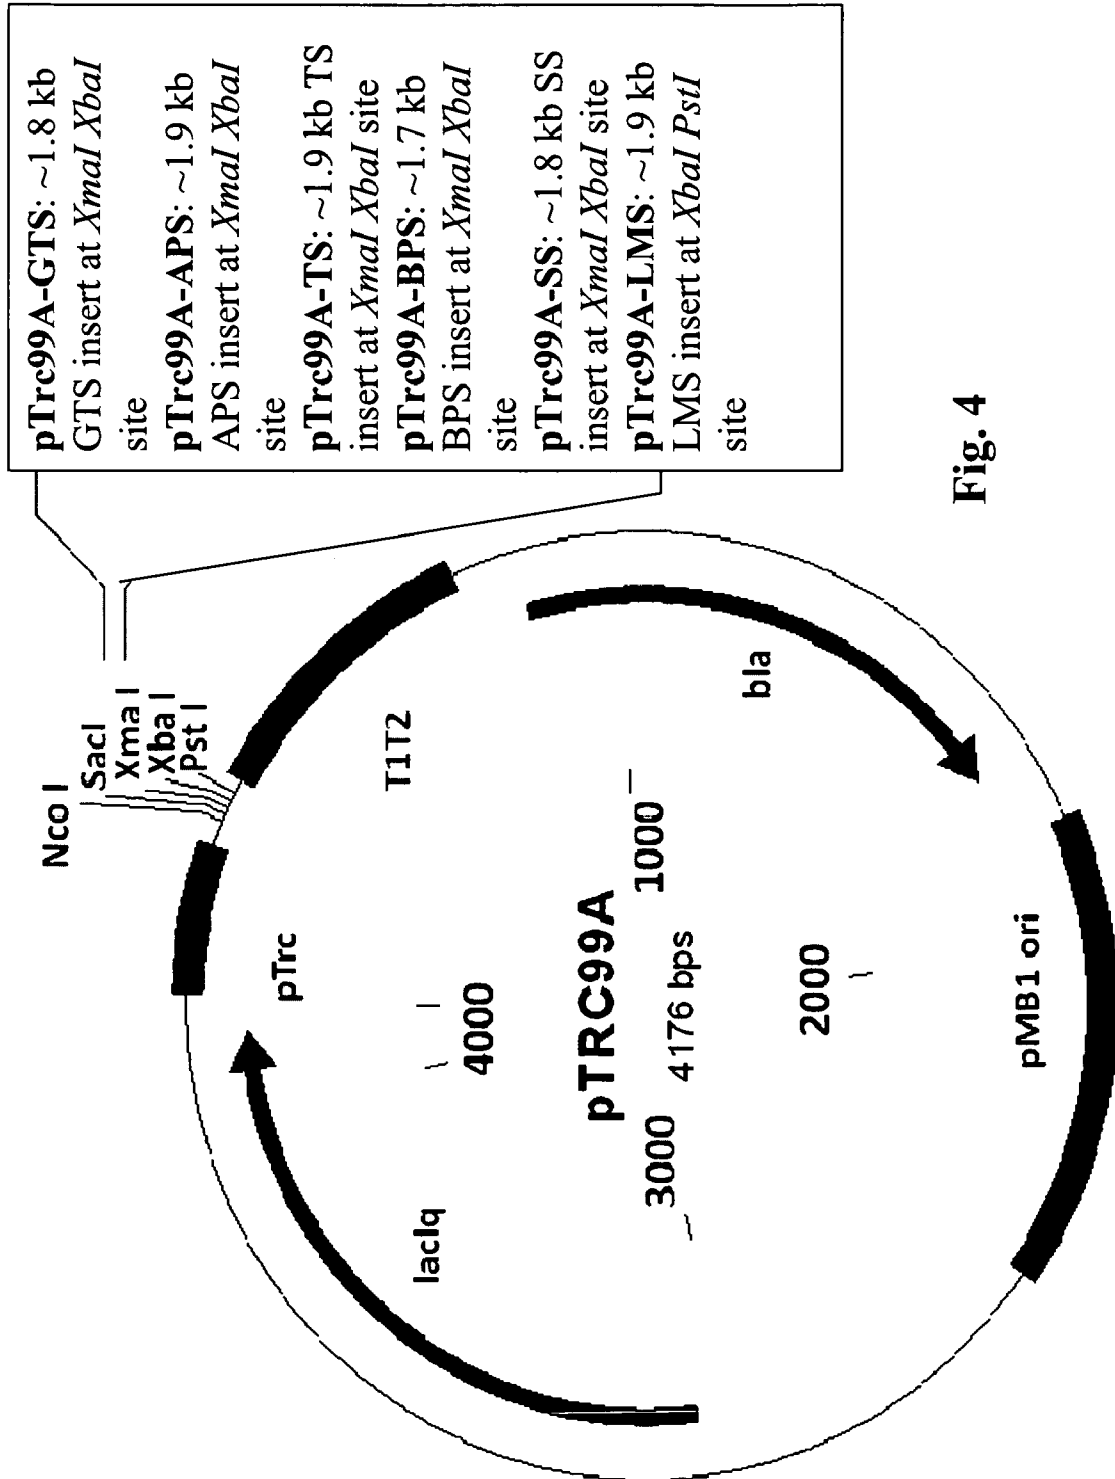 Nco I
SacI
Xma I
Xba I
Pst I
pTrc
T1T2
lacIq
bla
pMB1 ori
4000
1000
3000
2000
pTRC99A
4176 bps
pTrc99A-GTS: ~1.8 kb
GTS insert at XmaI XbaI
site
pTrc99A-APS: ~1.9 kb
APS insert at XmaI XbaI
site
pTrc99A-TS: ~1.9 kb TS
insert at XmaI XbaI site
pTrc99A-BPS: ~1.7 kb
BPS insert at XmaI XbaI
site
pTrc99A-SS: ~1.8 kb SS
insert at XmaI XbaI site
pTrc99A-LMS: ~1.9 kb
LMS insert at XbaI PstI
site
Fig. 4